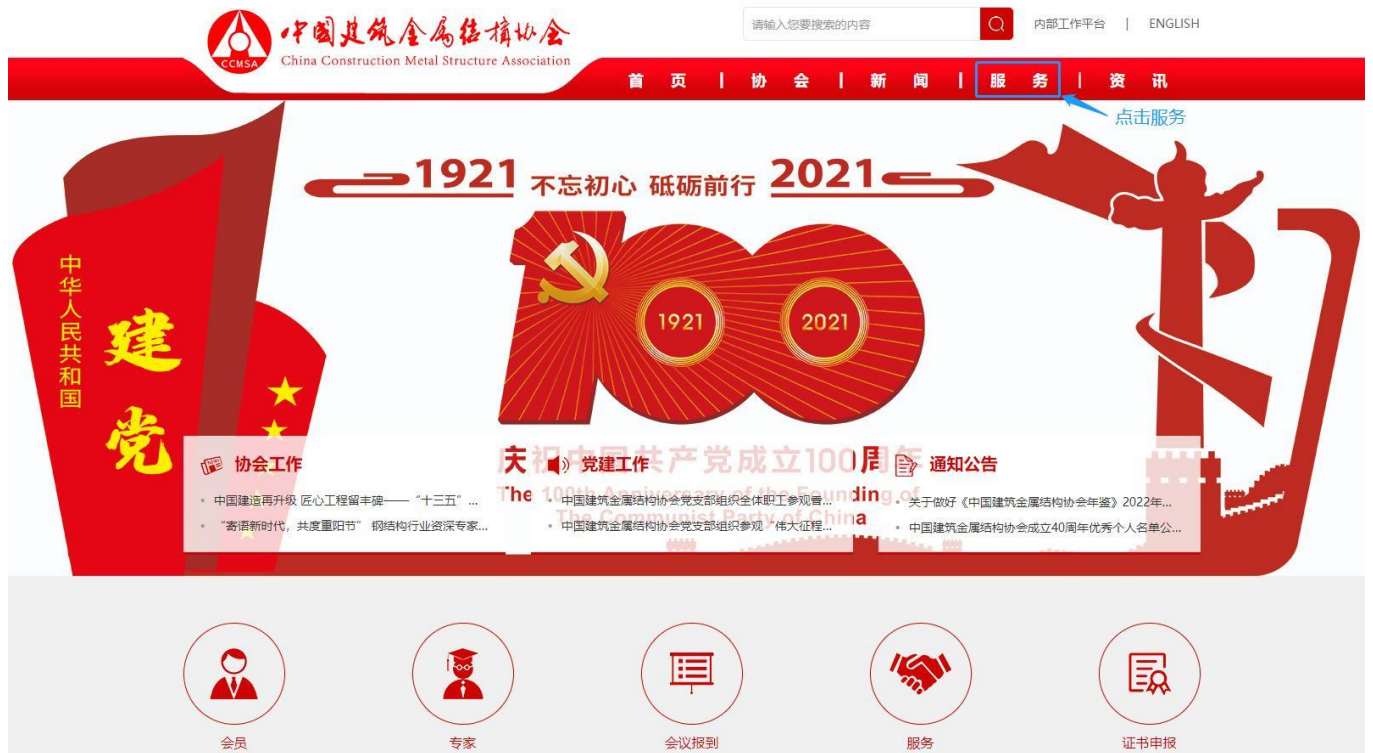 中国建筑金属结构协会
CCMSA
China Construction Metal Structure Association
请输入您要搜索的内容
内部工作平台 | ENGLISH
首 页 | 协 会 | 新 闻 | 服 务 | 资 讯
点击服务
1921 不忘初心 砥砺前行 2021
1921 2021
中华人民共和国
建党
庆祝中国共产党成立100周年
The 100th Anniversary of the Founding of
The Communist Party of China
协会工作
• 中国建造再升级 匠心工程留丰碑——“十三五”...
• “寄语新时代，共度重阳节” 钢结构行业资深专家...
党建工作
• 中国建筑金属结构协会党支部组织全体职工参观香...
• 中国建筑金属结构协会党支部组织参观“伟大征程...
通知公告
• 关于做好《中国建筑金属结构协会年鉴》2022年...
• 中国建筑金属结构协会成立40周年优秀个人名单公...
会员
专家
会议报到
服务
证书申报